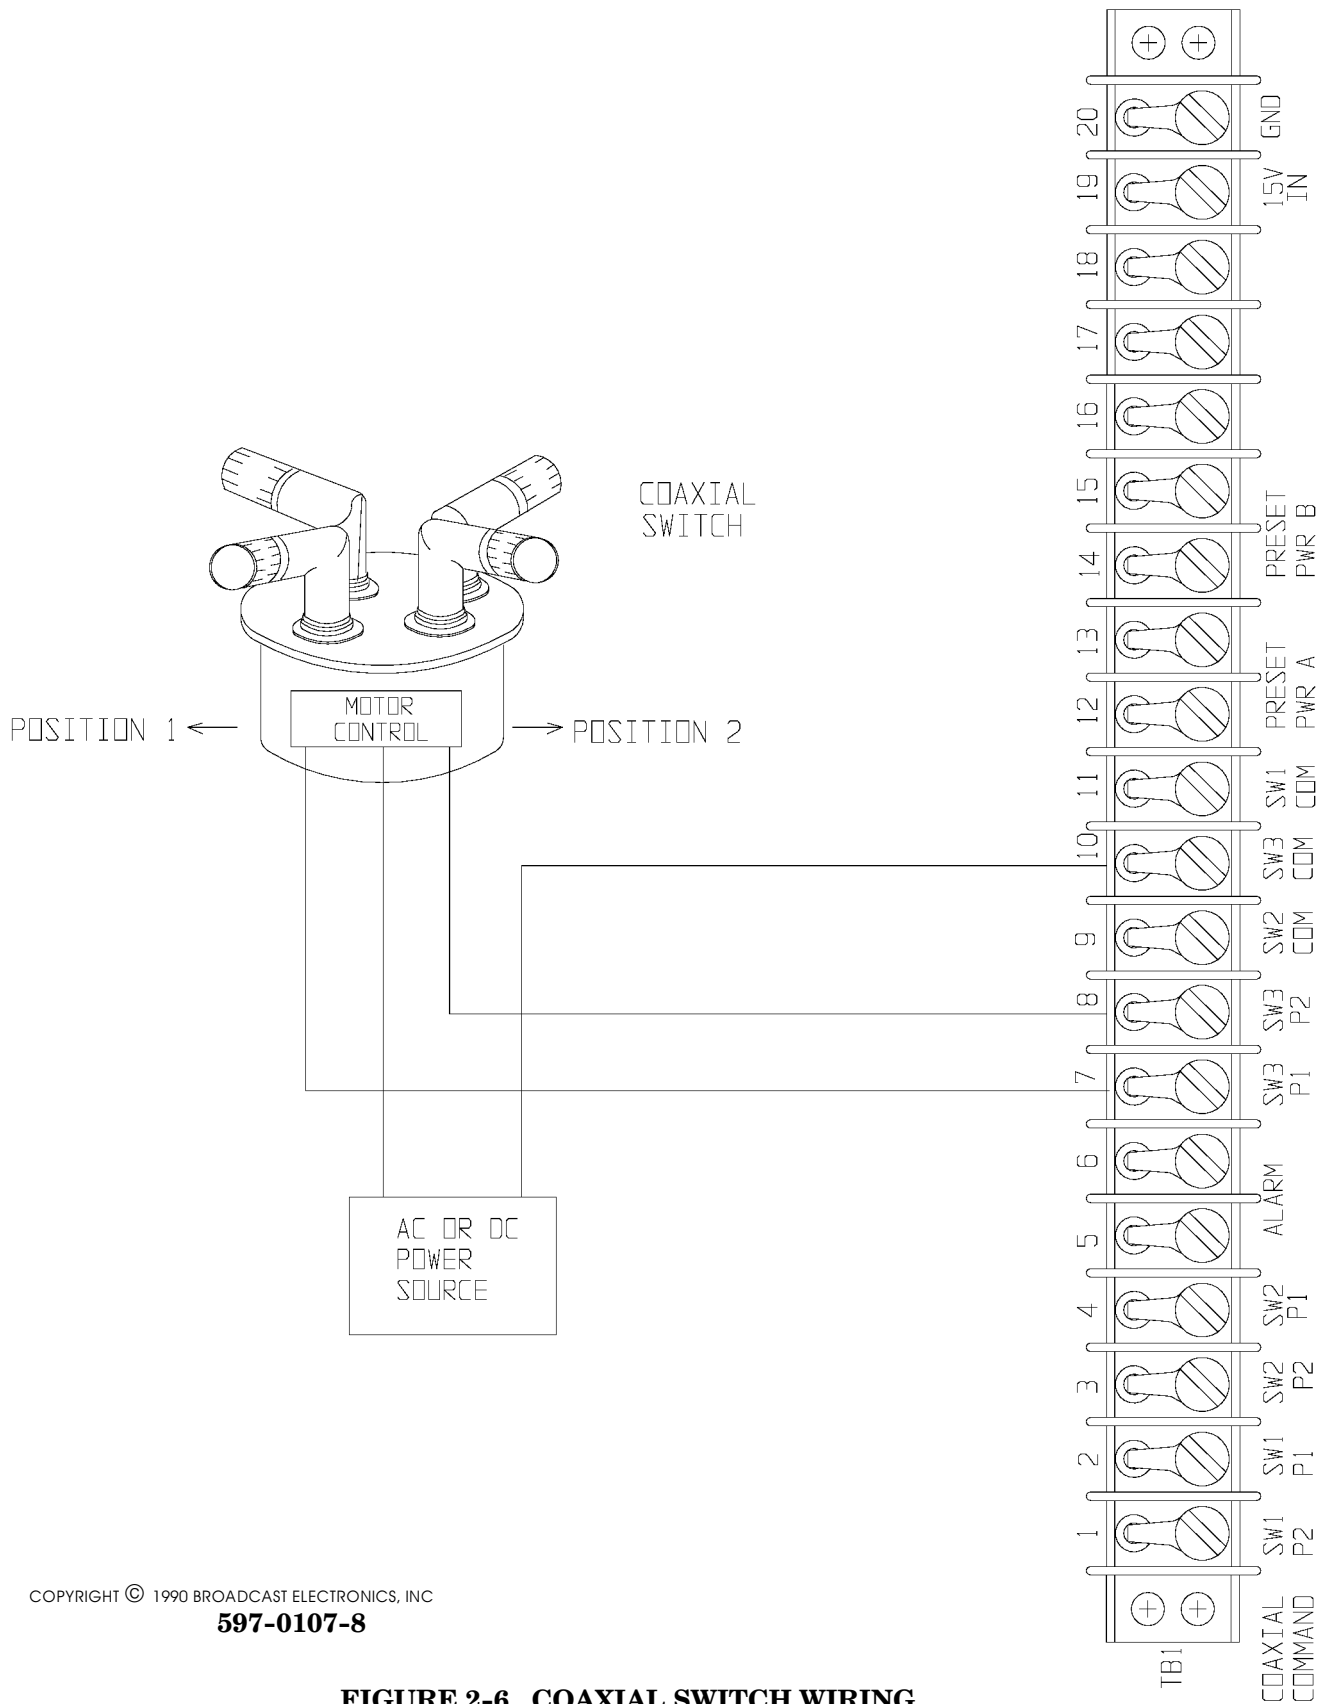 20
GND
19
15V
IN
18
17
16
15
14
PRESET
PWR B
13
12
PRESET
PWR A
11
SW1
COM
10
SW3
COM
9
SW2
COM
8
SW3
P2
7
SW3
P1
6
5
ALARM
4
SW2
P1
3
SW2
P2
2
SW1
P1
1
SW1
P2
TB1
COAXIAL
COMMAND
COAXIAL
SWITCH
MOTOR
CONTROL
POSITION 1
POSITION 2
AC OR DC
POWER
SOURCE
COPYRIGHT © 1990 BROADCAST ELECTRONICS, INC
597-0107-8
FIGURE 2-6 COAXIAL SWITCH WIRING